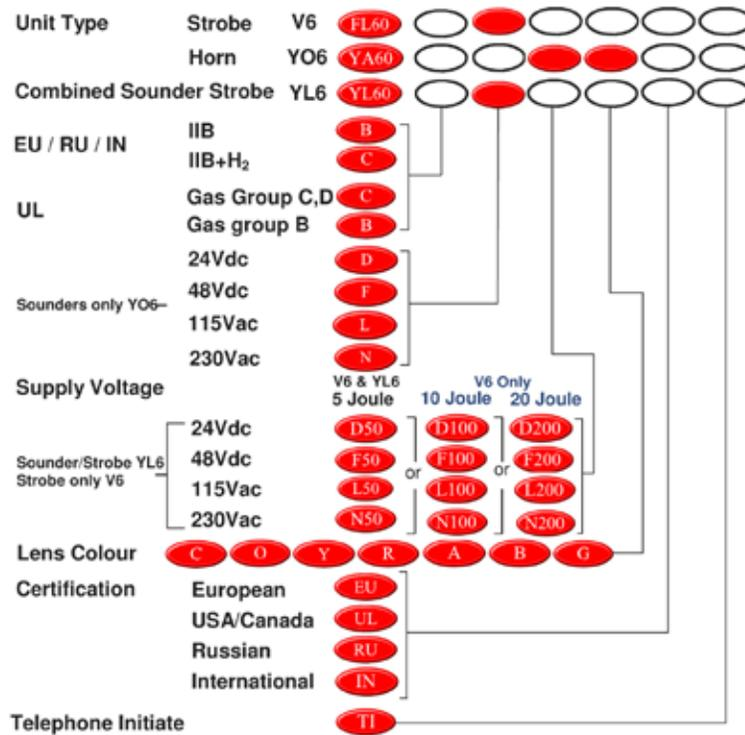 Unit Type Strobe V6 FL60
Horn YO6 YA60
Combined Sounder Strobe YL6 YL60
EU / RU / IN
IIB B
IIB+H₂ C
UL
Gas Group C,D C
Gas group B B
24Vdc D
48Vdc F
Sounders only YO6
115Vac L
230Vac N
Supply Voltage
V6 & YL6 V6 Only
5 Joule 10 Joule 20 Joule
24Vdc D50 D100 D200
48Vdc F50 F100 F200
Sounder/Strobe YL6
Strobe only V6
or or
115Vac L50 L100 L200
230Vac N50 N100 N200
Lens Colour C O Y R A B G
Certification European EU
USA/Canada UL
Russian RU
International IN
Telephone Initiate TI